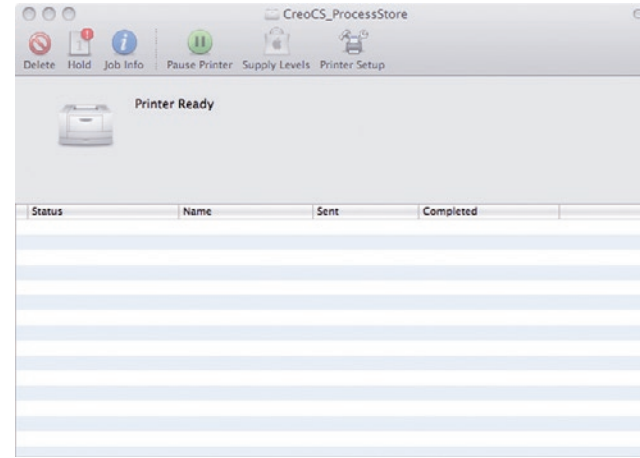 CreoCS_ProcessStore
Delete Hold Job Info Pause Printer Supply Levels Printer Setup
Printer Ready
Status Name Sent Completed